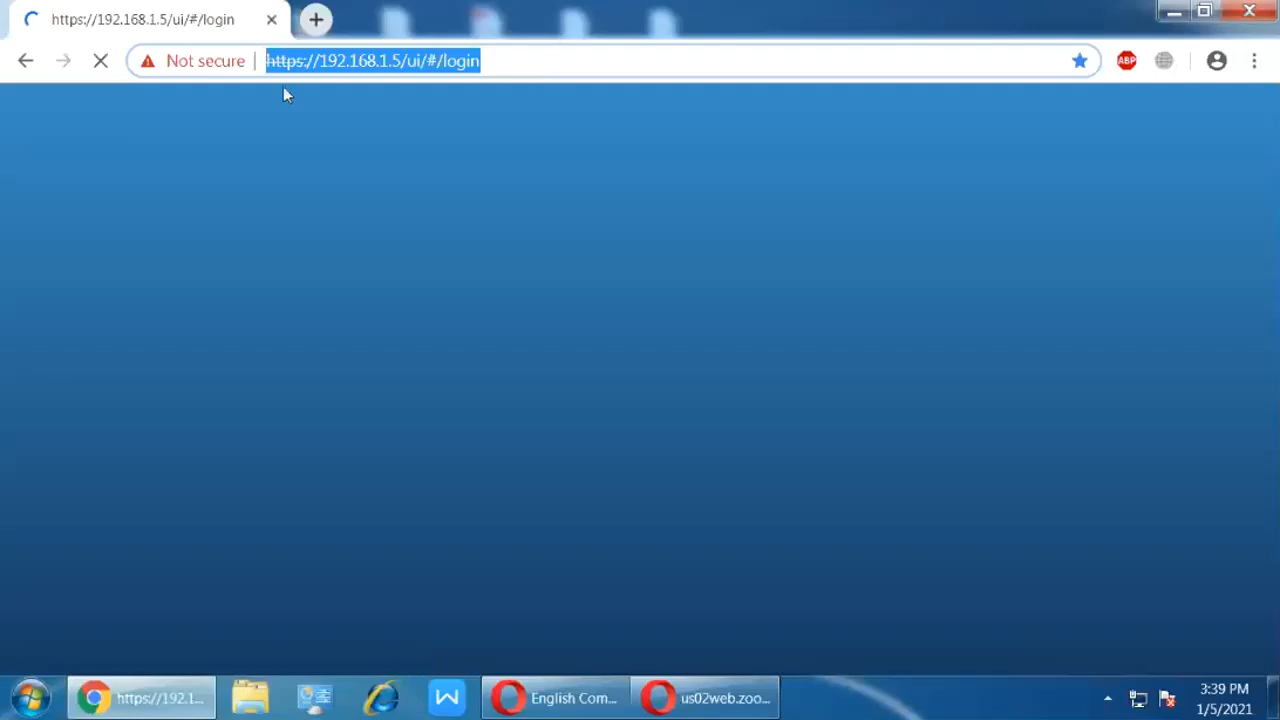 https://192.168.1.5/ui/#/login
Not secure
https://192.168.1.5/ui/#/login
ABP
https://192.1...
W
English Com...
us02web.zoo...
3:39 PM
1/5/2021